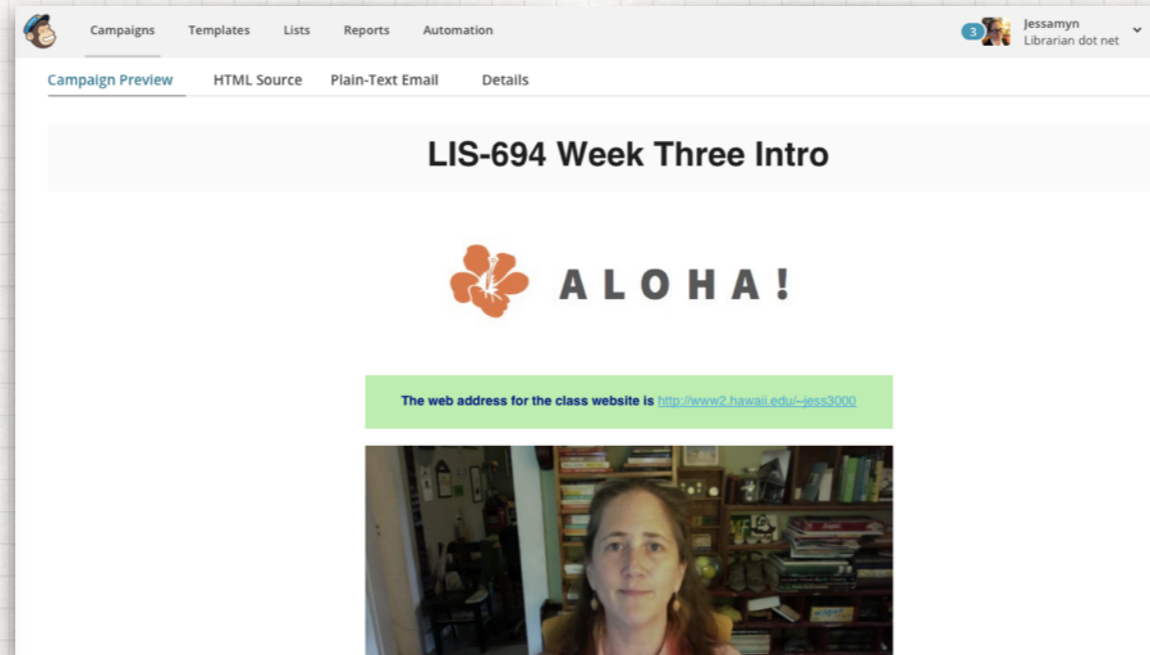 Campaigns Templates Lists Reports Automation
3 Jessamyn
Librarian dot net
Campaign Preview HTML Source Plain-Text Email Details
LIS-694 Week Three Intro
ALOHA!
The web address for the class website is http://www2.hawaii.edu/~jess3000